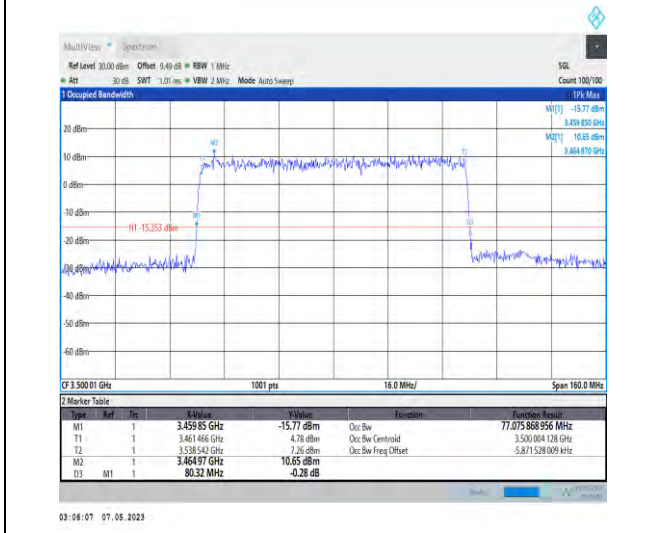 MultiView Spectrum
Ref Level 30.00 dBm Offset 9.49 dB RBW 1 MHz SGL
Att 30 dB SWT 1.01 ms VBW 2 MHz Mode Auto Sweep Count 100/100
1 Occupied Bandwidth 1Pk Max
M1[1] -15.77 dBm
3.459 850 GHz
20 dBm
M2[1] 10.65 dBm
3.464 970 GHz
M2
10 dBm
0 dBm
-10 dBm
M1
H1 -15.353 dBm
-20 dBm
-30 dBm
-40 dBm
-50 dBm
-60 dBm
CF 3.500 01 GHz 1001 pts 16.0 MHz/ Span 160.0 MHz
2 Marker Table
Type Ref Trc X-Value Y-Value Function Function Result
M1 1 3.459 85 GHz -15.77 dBm Occ Bw 77.075 868 956 MHz
T1 1 3.461 466 GHz 4.78 dBm Occ Bw Centroid 3.500 004 128 GHz
T2 1 3.538 542 GHz 7.26 dBm Occ Bw Freq Offset -5.871 528 009 kHz
M2 1 3.464 97 GHz 10.65 dBm
D3 M1 1 80.32 MHz -0.28 dB
03:06:07 07.05.2023